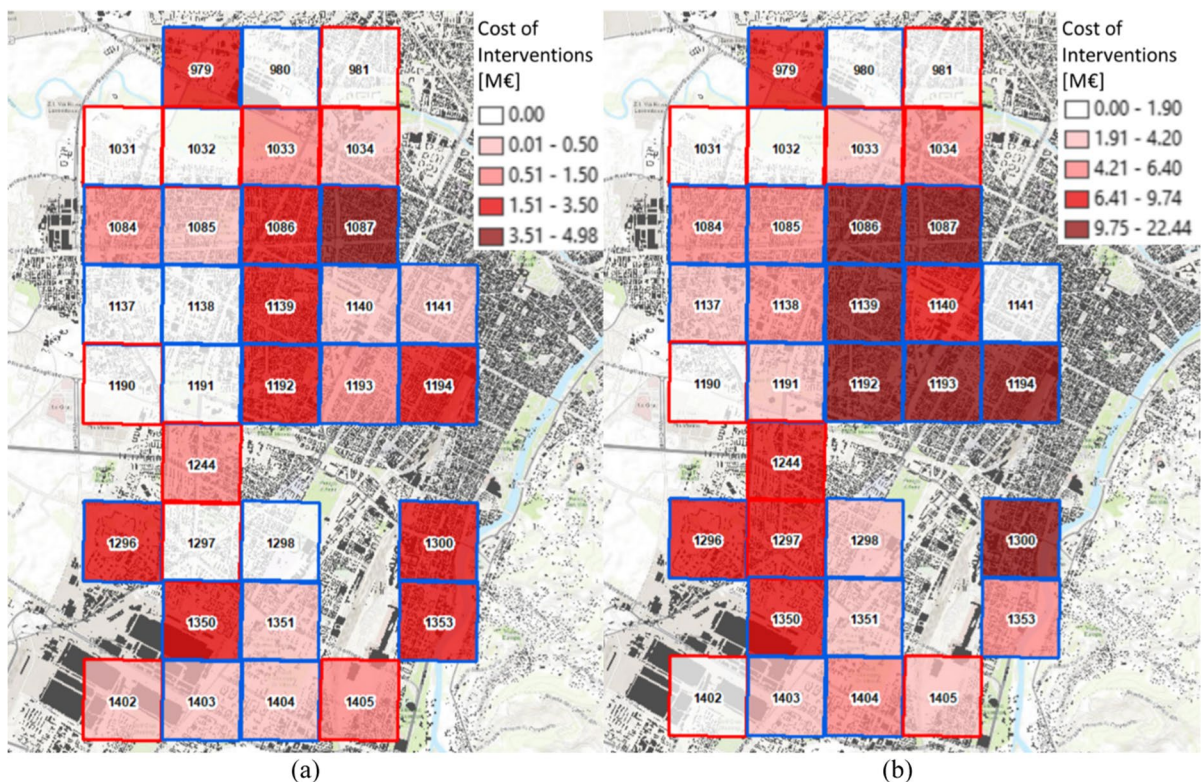 Cost of
Interventions
[M€]
0.00
0.01 - 0.50
0.51 - 1.50
1.51 - 3.50
3.51 - 4.98
979 980 981
1031 1032 1033 1034
1084 1085 1086 1087
1137 1138 1139 1140 1141
1190 1191 1192 1193 1194
1244
1296 1297 1298 1300
1350 1351 1353
1402 1403 1404 1405
(a)
Cost of
Interventions
[M€]
0.00 - 1.90
1.91 - 4.20
4.21 - 6.40
6.41 - 9.74
9.75 - 22.44
979 980 981
1031 1032 1033 1034
1084 1085 1086 1087
1137 1138 1139 1140 1141
1190 1191 1192 1193 1194
1244
1296 1297 1298 1300
1350 1351 1353
1402 1403 1404 1405
(b)